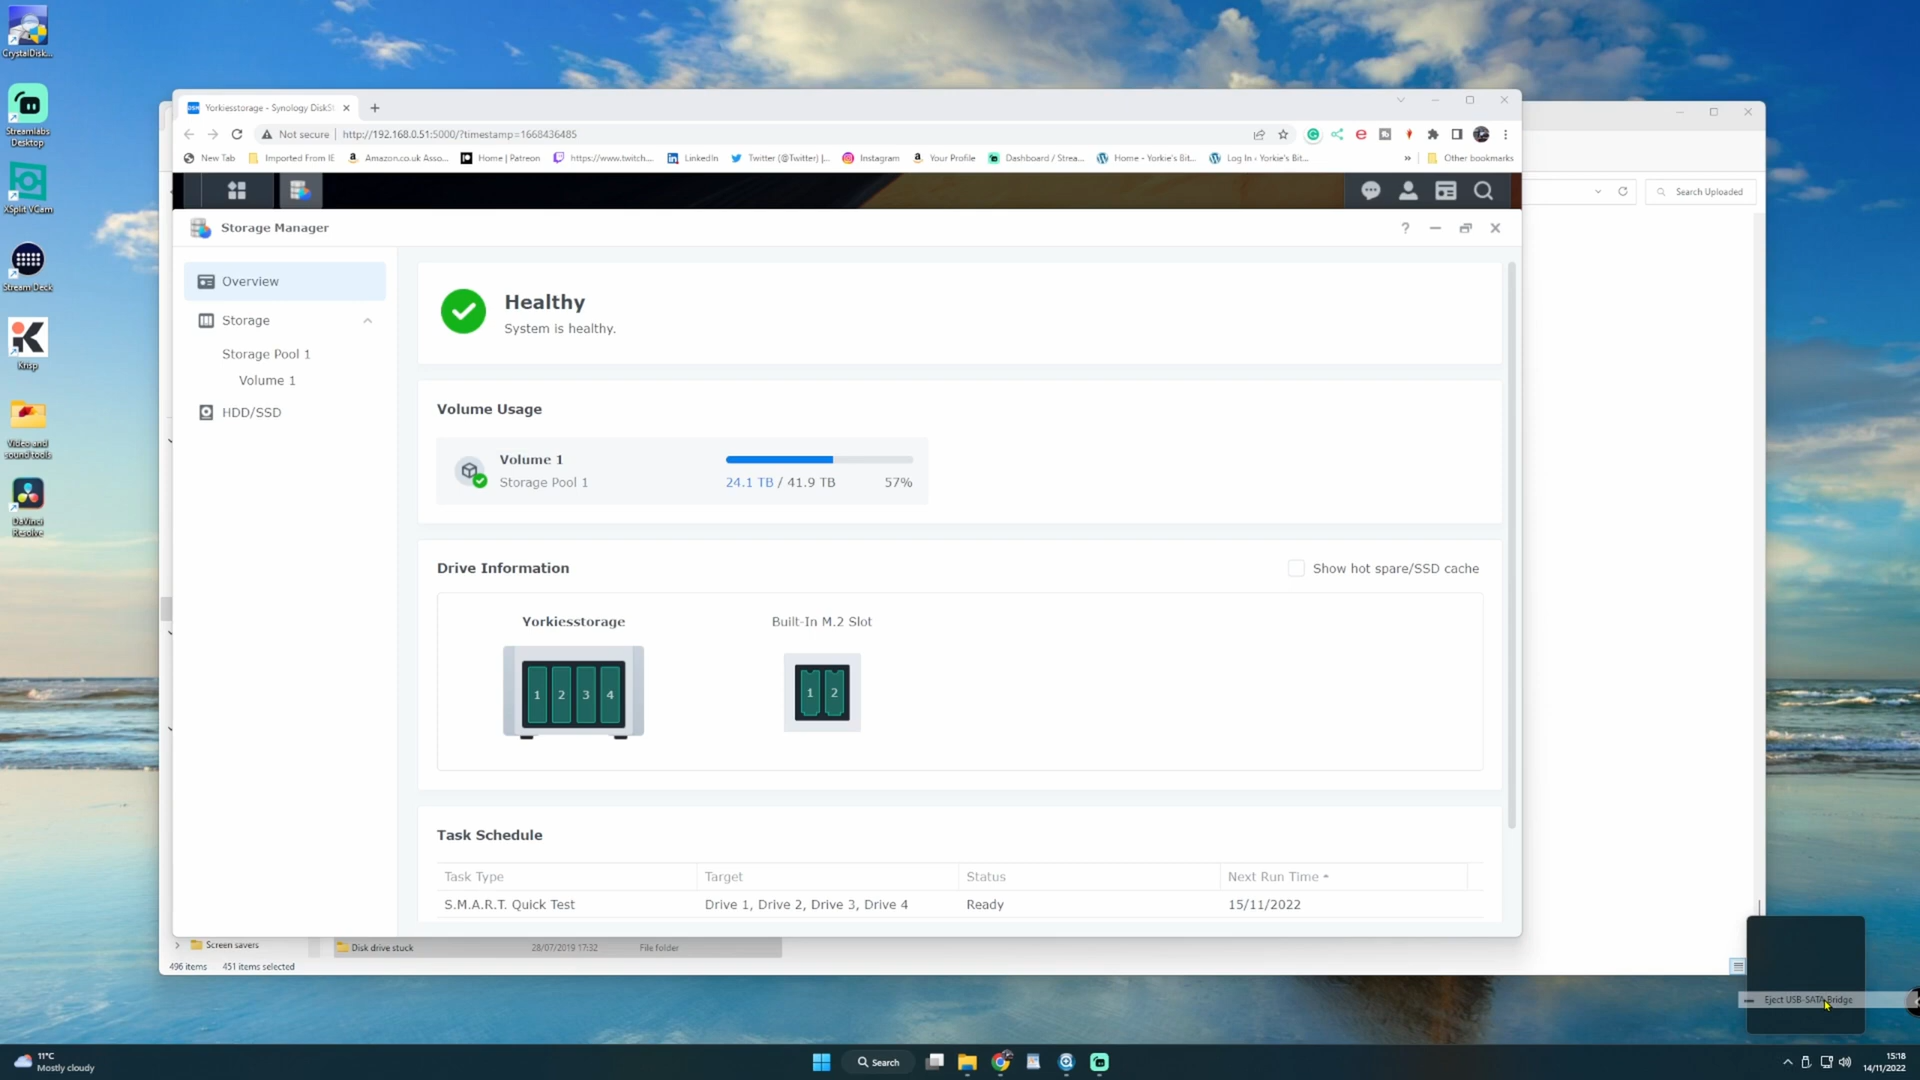 CrystalDisk...
Streamlabs
Desktop
XSplit VCam
Stream Deck
Krisp
Video and
sound tools
DaVinci
Resolve
Yorkiesstorage - Synology DiskSt
Not secure
http://192.168.0.51:5000/?timestamp=1668436485
New Tab
Imported From IE
Amazon.co.uk Asso...
Home | Patreon
https://www.twitch....
LinkedIn
Twitter (@Twitter) |...
Instagram
Your Profile
Dashboard / Strea...
Home - Yorkie's Bit...
Log In ‹ Yorkie's Bit...
»
Other bookmarks
Search Uploaded
Storage Manager
?
Overview
Storage
Storage Pool 1
Volume 1
HDD/SSD
Healthy
System is healthy.
Volume Usage
Volume 1
Storage Pool 1
24.1 TB / 41.9 TB
57%
Drive Information
Show hot spare/SSD cache
Yorkiesstorage
1 2 3 4
Built-In M.2 Slot
1 2
Task Schedule
Task Type
Target
Status
Next Run Time
S.M.A.R.T. Quick Test
Drive 1, Drive 2, Drive 3, Drive 4
Ready
15/11/2022
Screen savers
Disk drive stuck
28/07/2019 17:32
File folder
496 items
451 items selected
Eject USB-SATA Bridge
11°C
Mostly cloudy
Search
15:18
14/11/2022